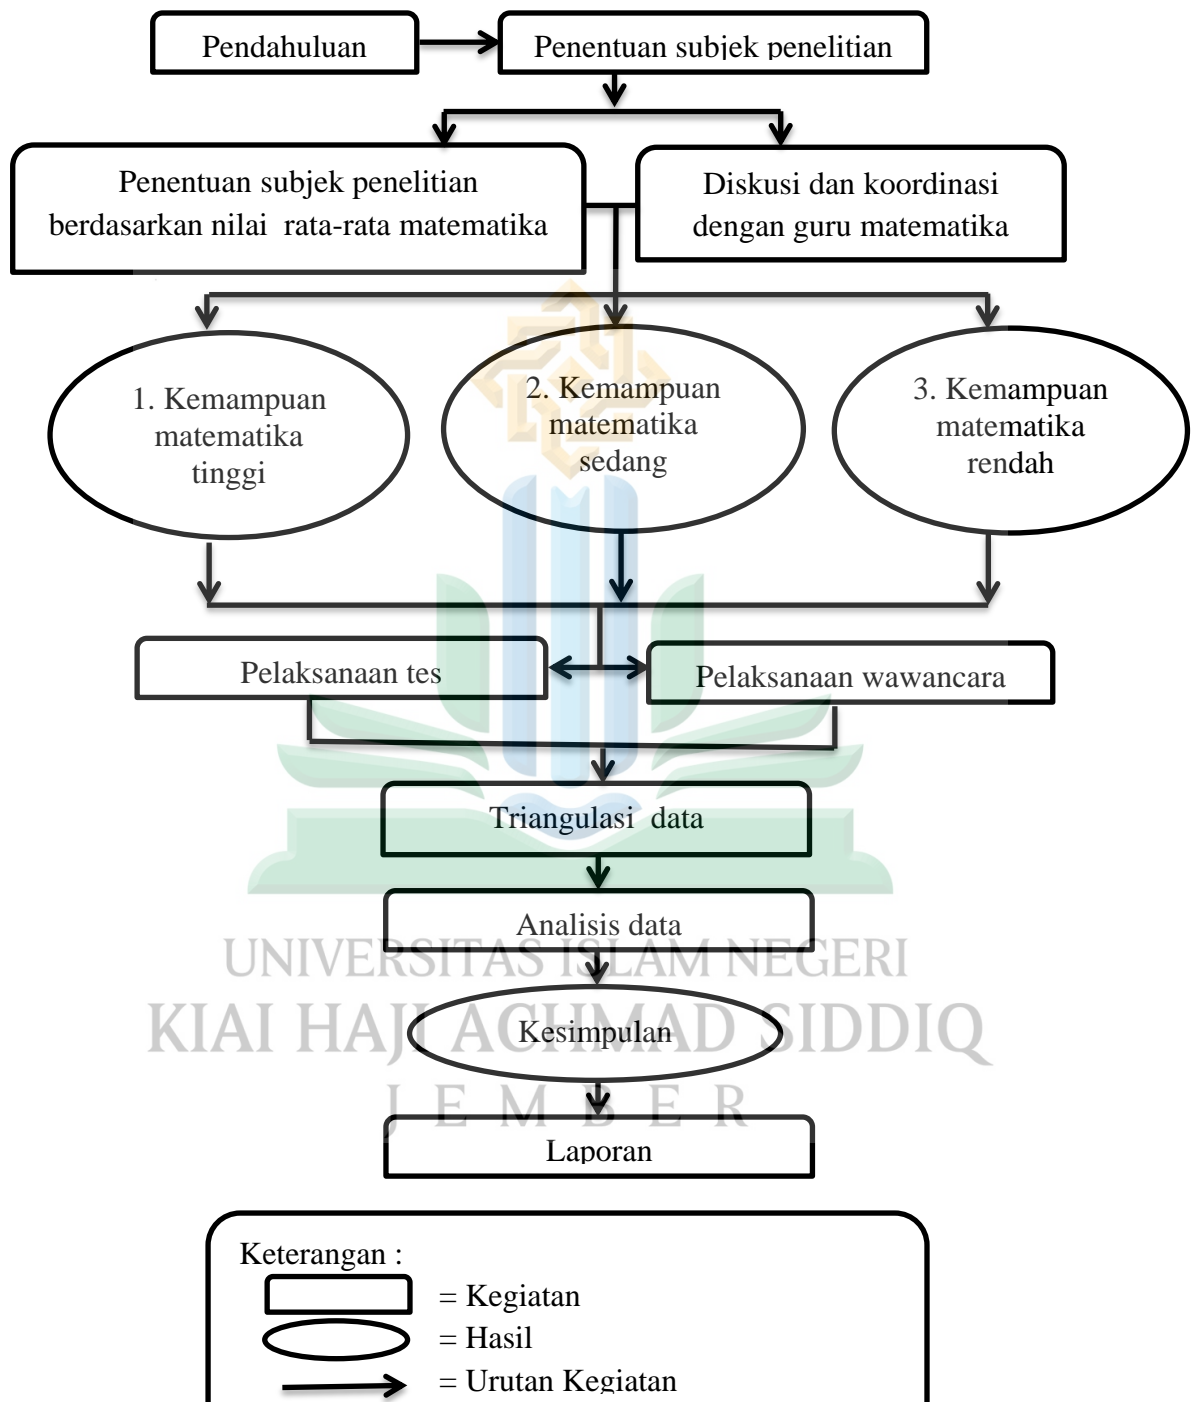 Pendahuluan
Penentuan subjek penelitian
Penentuan subjek penelitian
berdasarkan nilai rata-rata matematika
Diskusi dan koordinasi
dengan guru matematika
1. Kemampuan
matematika
tinggi
2. Kemampuan
matematika
sedang
3. Kemampuan
matematika
rendah
Pelaksanaan tes
Pelaksanaan wawancara
Triangulasi data
Analisis data
UNIVERSITAS ISLAM NEGERI
KIAI HAJI ACHMAD SIDDIQ
Kesimpulan
JEMBER
Laporan
Keterangan :
= Kegiatan
= Hasil
= Urutan Kegiatan